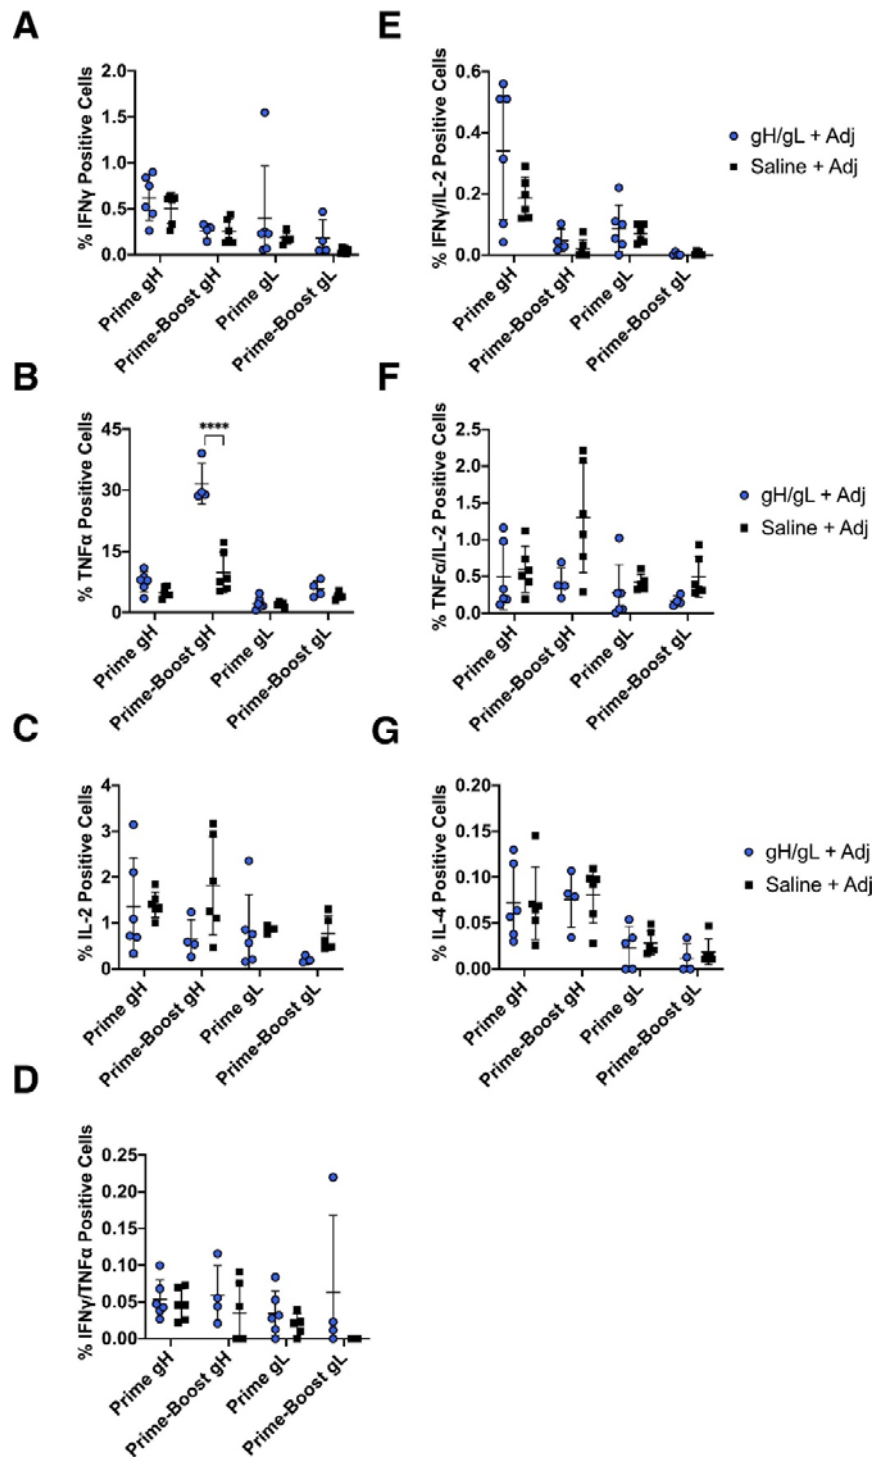 A
% IFNγ Positive Cells
2.0
1.5
1.0
0.5
0.0
Prime gH
Prime-Boost gH
Prime gL
Prime-Boost gL
E
% IFNγ/IL-2 Positive Cells
0.6
0.4
0.2
0.0
Prime gH
Prime-Boost gH
Prime gL
Prime-Boost gL
gH/gL + Adj
Saline + Adj
B
% TNFα Positive Cells
45
30
15
0
****
Prime gH
Prime-Boost gH
Prime gL
Prime-Boost gL
F
% TNFα/IL-2 Positive Cells
2.5
2.0
1.5
1.0
0.5
0.0
Prime gH
Prime-Boost gH
Prime gL
Prime-Boost gL
gH/gL + Adj
Saline + Adj
C
% IL-2 Positive Cells
4
3
2
1
0
Prime gH
Prime-Boost gH
Prime gL
Prime-Boost gL
G
% IL-4 Positive Cells
0.20
0.15
0.10
0.05
0.00
Prime gH
Prime-Boost gH
Prime gL
Prime-Boost gL
gH/gL + Adj
Saline + Adj
D
% IFNγ/TNFα Positive Cells
0.25
0.20
0.15
0.10
0.05
0.00
Prime gH
Prime-Boost gH
Prime gL
Prime-Boost gL